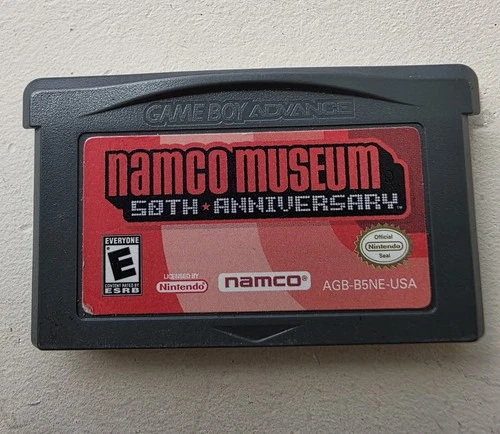 GAME BOY ADVANCE
namco museum
50TH ★ ANNIVERSARY™
EVERYONE
E
CONTENT RATED BY
ESRB
LICENSED BY
Nintendo
namco®
Official
Nintendo
Seal
AGB-B5NE-USA